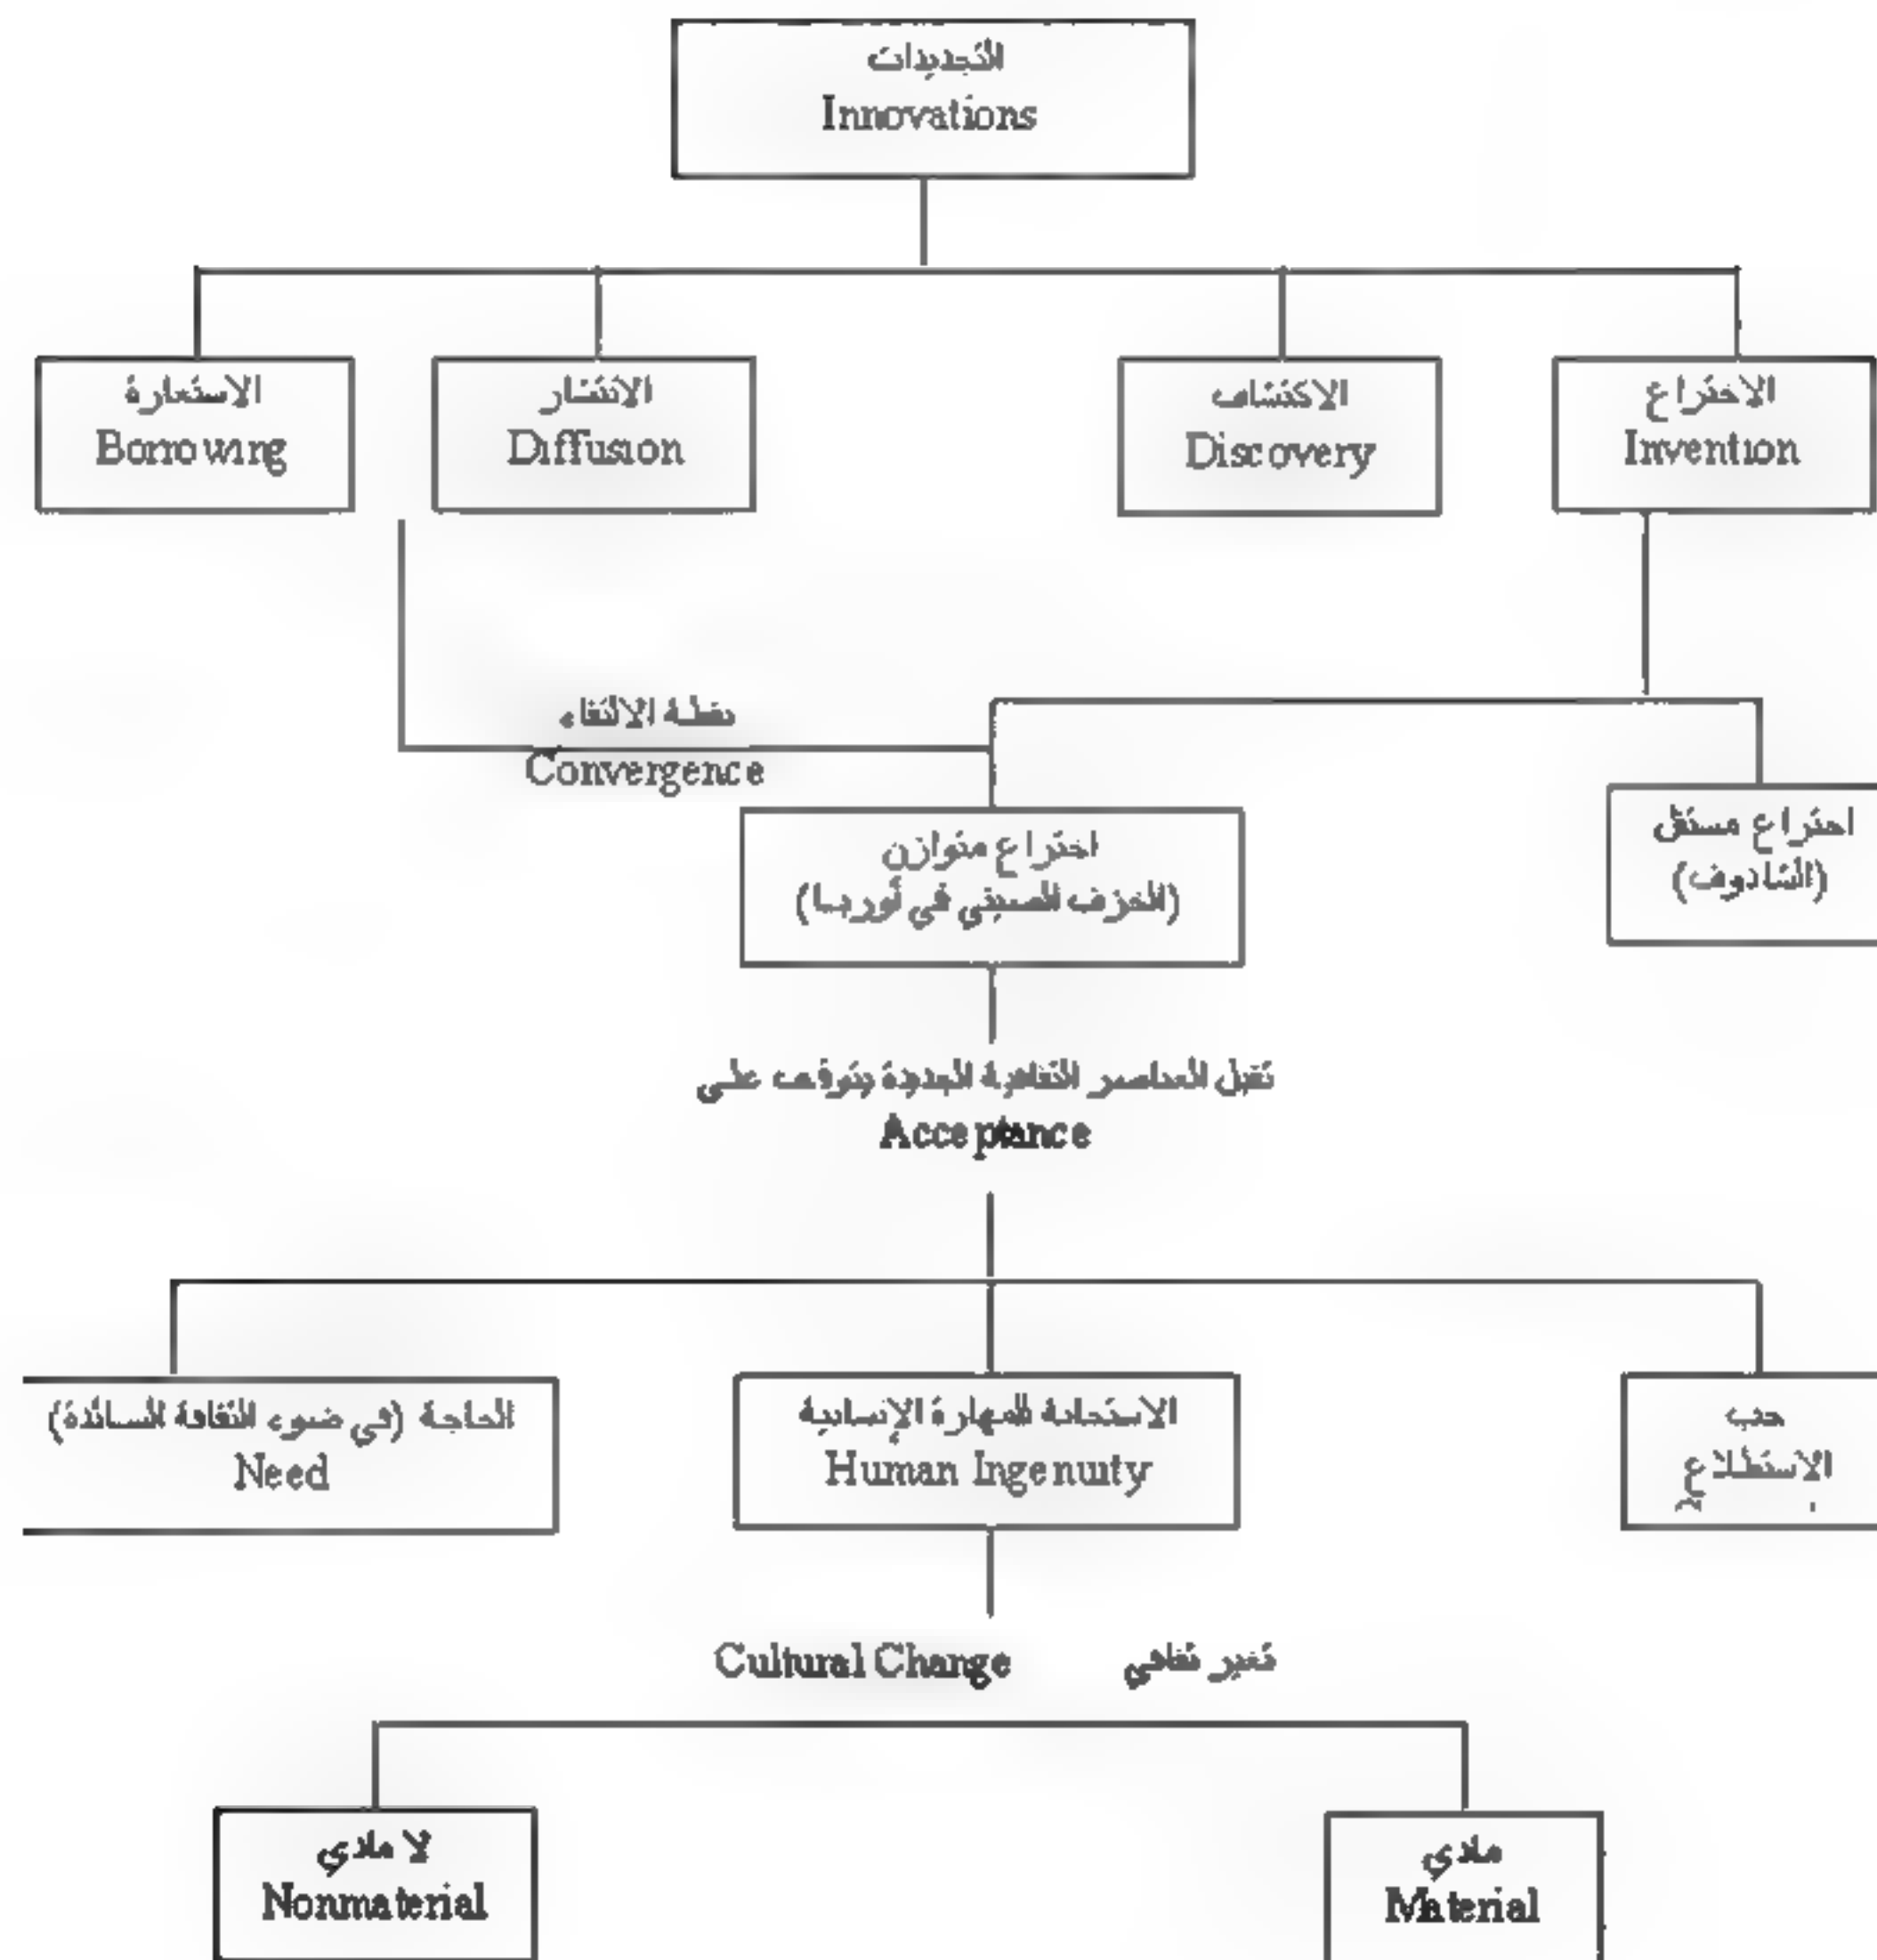 التجديدات
Innovations
الاختراع
Invention
الاكتشاف
Discovery
الانتشار
Diffusion
الاستعارة
Borrowing
نقطة الالتقاء
Convergence
اختراع مستقل
(الشادوف)
اختراع متوازن
(الخزف الصيني في أوربا)
تقبل العناصر الثقافية الجديدة يتوقف على
Acceptance
حب
الاستطلاع
الاستجابة للمهارة الإنسانية
Human Ingenuity
الحاجة (في ضوء الثقافة السائدة)
Need
تغير ثقافي Cultural Change
مادي
Material
لا مادي
Nonmaterial